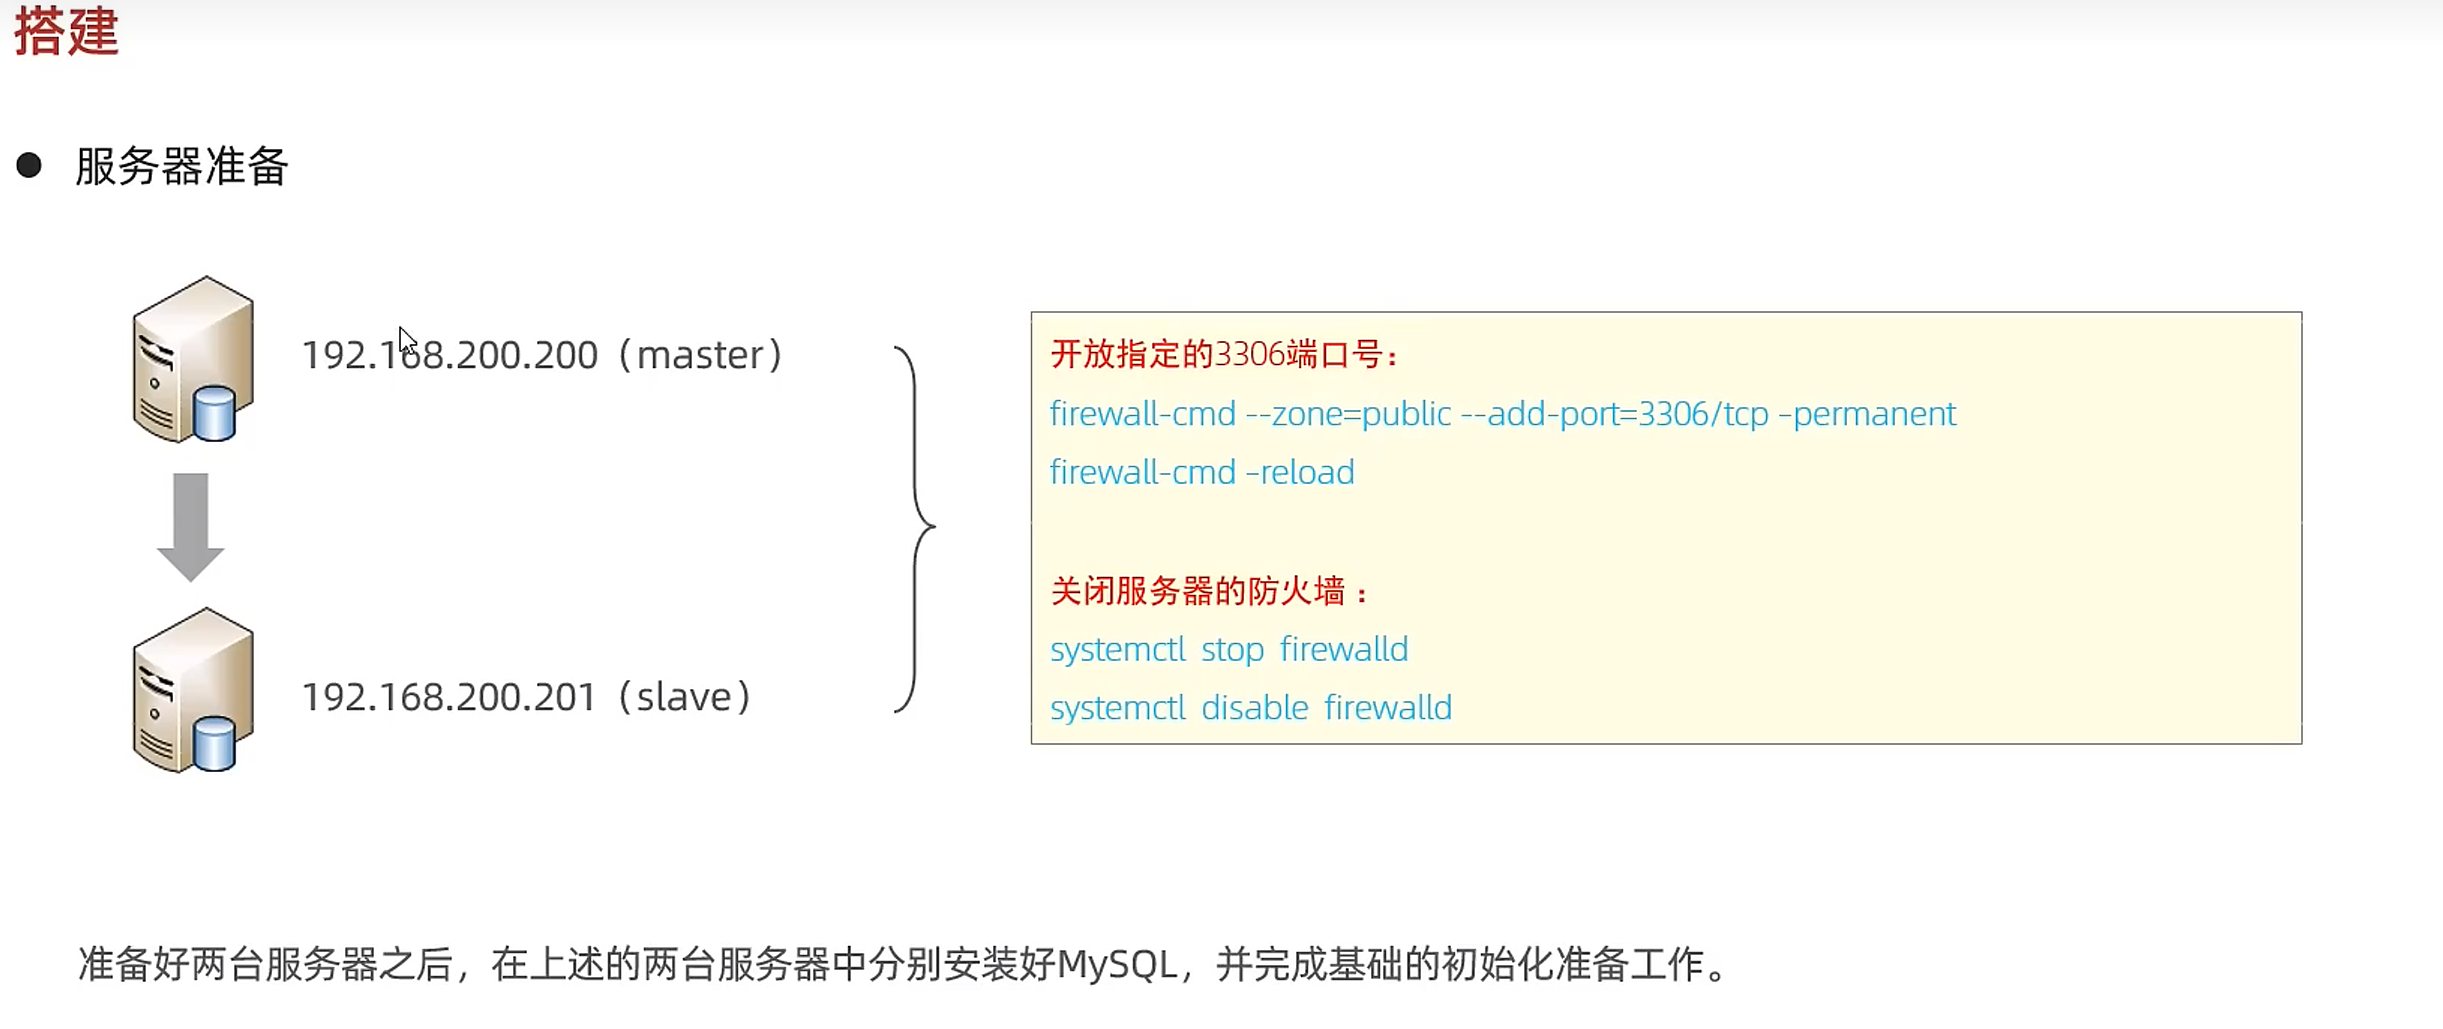 搭建
● 服务器准备
192.168.200.200（master）
开放指定的3306端口号：
firewall-cmd --zone=public --add-port=3306/tcp –permanent
firewall-cmd –reload
关闭服务器的防火墙：
systemctl stop firewalld
systemctl disable firewalld
192.168.200.201（slave）
准备好两台服务器之后，在上述的两台服务器中分别安装好MySQL，并完成基础的初始化准备工作。